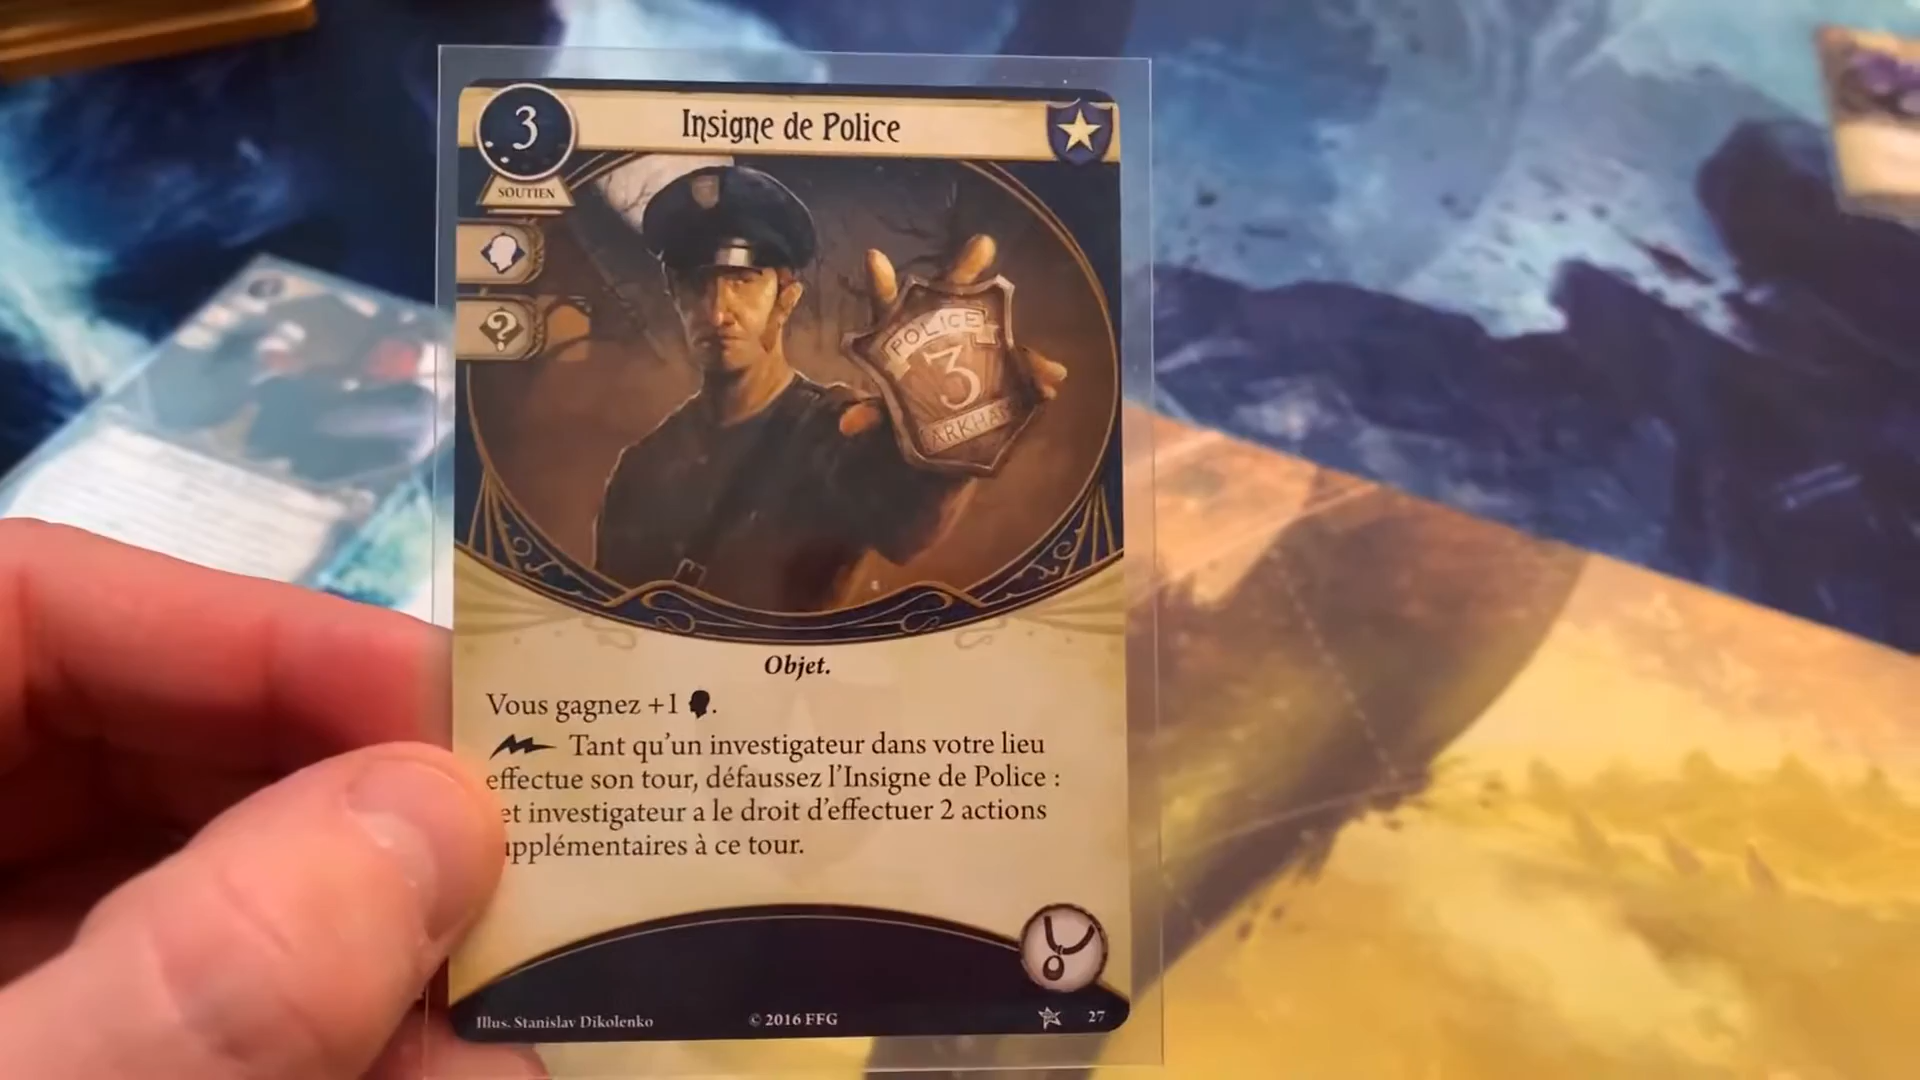 3
Insigne de Police
SOUTIEN
POLICE
3
ARKHAM
Objet.
Vous gagnez +1 .
Tant qu'un investigateur dans votre lieu
effectue son tour, défaussez l'Insigne de Police :
investigateur a le droit d'effectuer 2 actions
à ce tour.
Illus. Stanislav Dikolenko
© 2016 FFG
27